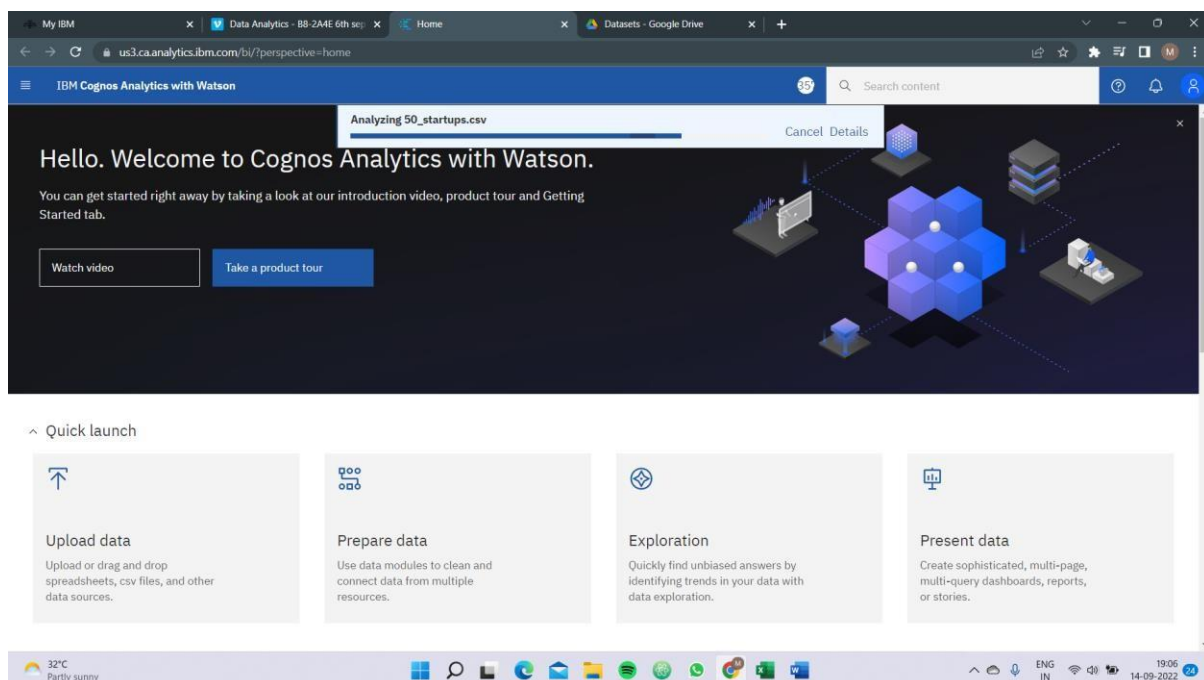 My IBM
Data Analytics - B8-2A4E 6th sep
Home
Datasets - Google Drive
us3.ca.analytics.ibm.com/bi/?perspective=home
M
IBM Cognos Analytics with Watson
35
Search content
Analyzing 50_startups.csv
Cancel Details
Hello. Welcome to Cognos Analytics with Watson.
You can get started right away by taking a look at our introduction video, product tour and Getting
Started tab.
Watch video
Take a product tour
Quick launch
Upload data
Upload or drag and drop
spreadsheets, csv files, and other
data sources.
Prepare data
Use data modules to clean and
connect data from multiple
resources.
Exploration
Quickly find unbiased answers by
identifying trends in your data with
data exploration.
Present data
Create sophisticated, multi-page,
multi-query dashboards, reports,
or stories.
32°C
Partly sunny
ENG
IN
19:06
14-09-2022
24